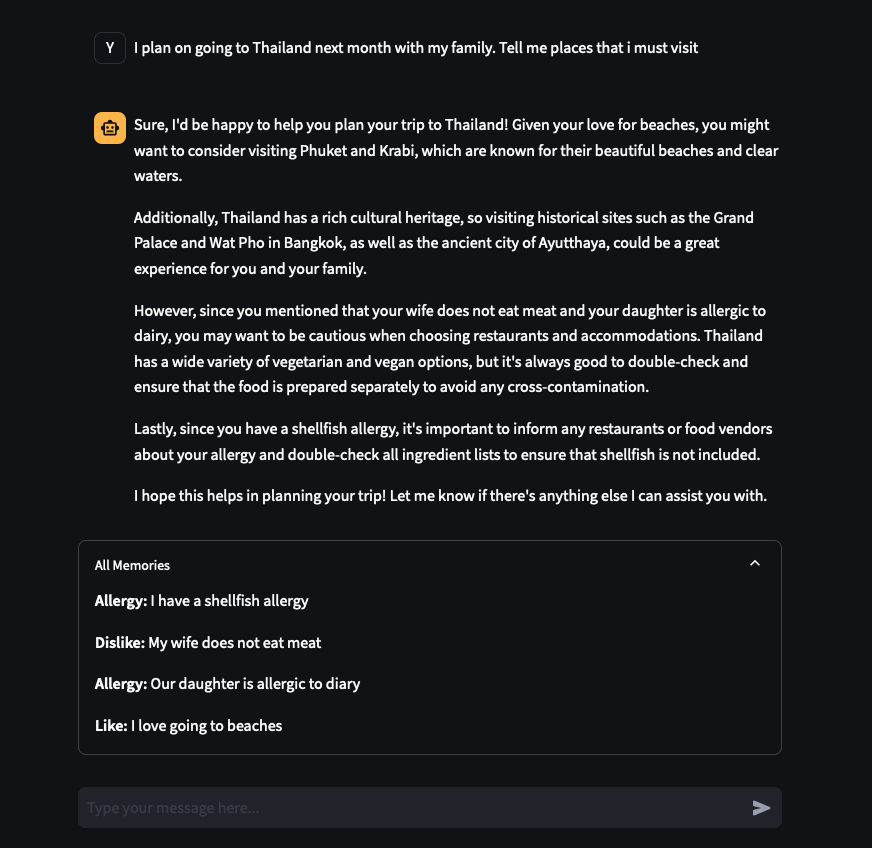 Y
I plan on going to Thailand next month with my family. Tell me places that i must visit
Sure, I'd be happy to help you plan your trip to Thailand! Given your love for beaches, you might
want to consider visiting Phuket and Krabi, which are known for their beautiful beaches and clear
waters.
Additionally, Thailand has a rich cultural heritage, so visiting historical sites such as the Grand
Palace and Wat Pho in Bangkok, as well as the ancient city of Ayutthaya, could be a great
experience for you and your family.
However, since you mentioned that your wife does not eat meat and your daughter is allergic to
dairy, you may want to be cautious when choosing restaurants and accommodations. Thailand
has a wide variety of vegetarian and vegan options, but it's always good to double-check and
ensure that the food is prepared separately to avoid any cross-contamination.
Lastly, since you have a shellfish allergy, it's important to inform any restaurants or food vendors
about your allergy and double-check all ingredient lists to ensure that shellfish is not included.
I hope this helps in planning your trip! Let me know if there's anything else I can assist you with.
All Memories
Allergy: I have a shellfish allergy
Dislike: My wife does not eat meat
Allergy: Our daughter is allergic to diary
Like: I love going to beaches
Type your message here...